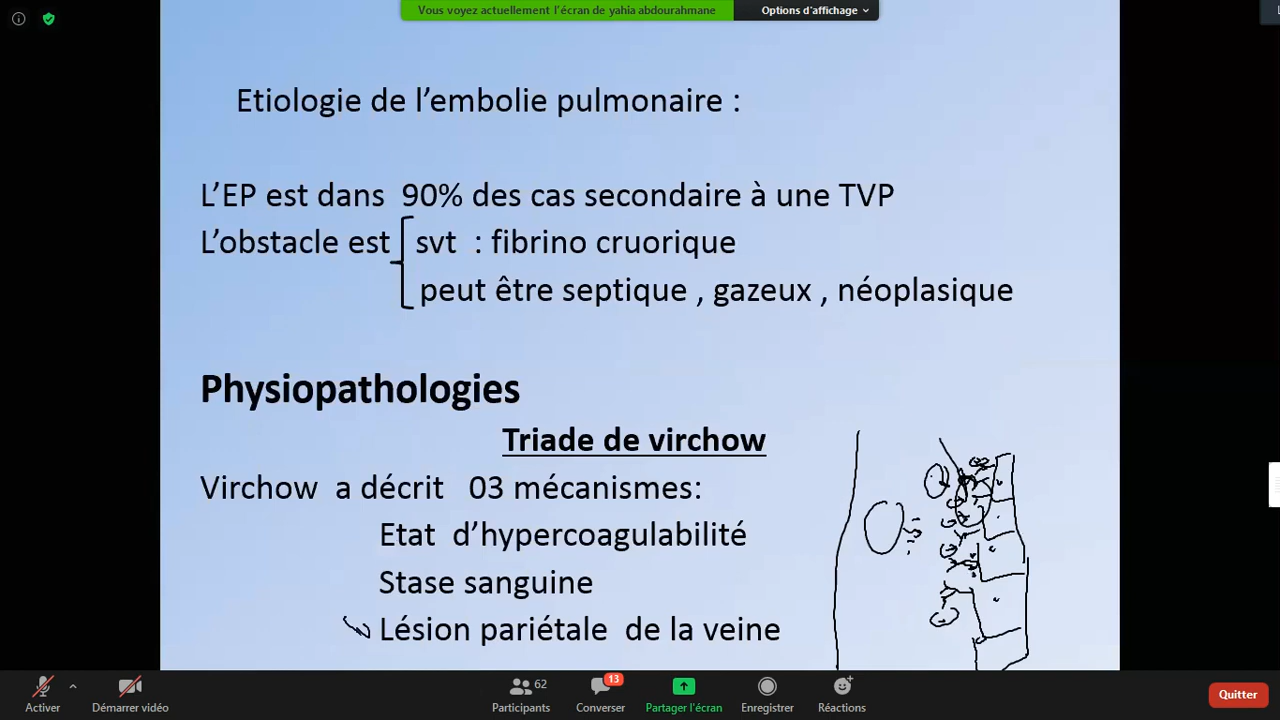 Vous voyez actuellement l'écran de yahia abdourahmane
Options d'affichage
Etiologie de l'embolie pulmonaire :
L'EP est dans 90% des cas secondaire à une TVP
L'obstacle est svt : fibrino cruorique
peut être septique , gazeux , néoplasique
Physiopathologies
Triade de virchow
Virchow a décrit 03 mécanismes:
Etat d'hypercoagulabilité
Stase sanguine
Lésion pariétale de la veine
62
13
Activer
Démarrer vidéo
Participants
Converser
Partager l'écran
Enregistrer
Réactions
Quitter